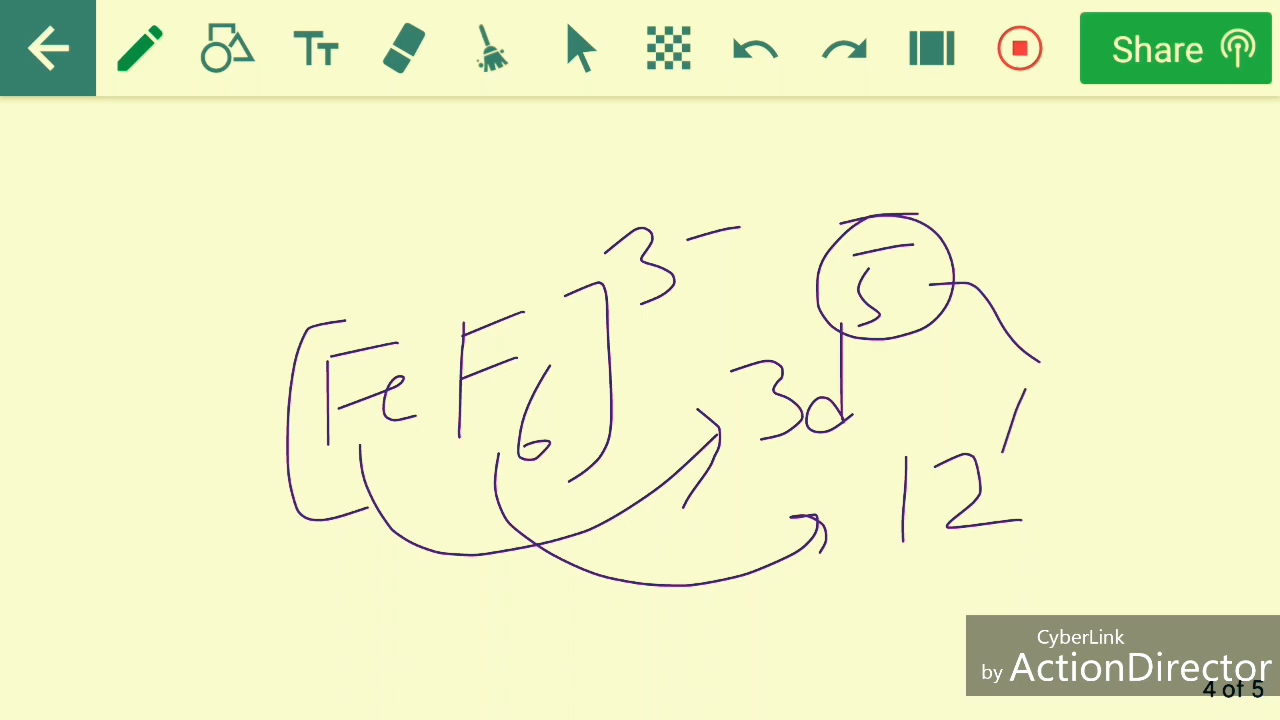 Share
[FeF6]3- 3d5
12
CyberLink
by ActionDirector
4 of 5